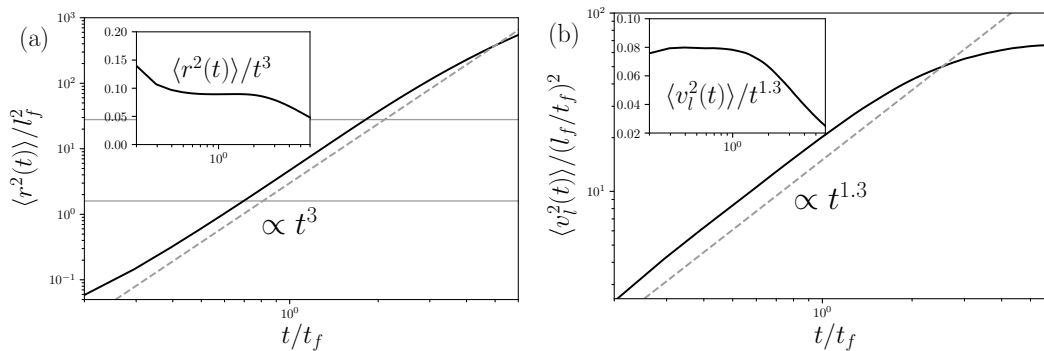 (a)
10³
10²
10¹
10⁰
10⁻¹
⟨r²(t)⟩/l_f²
0.20
0.15
0.10
0.05
0.00
⟨r²(t)⟩/t³
10⁰
∝ t³
10⁰
t/t_f
(b)
10²
10¹
⟨v_l²(t)⟩/(l_f/t_f)²
0.10
0.08
0.06
0.04
0.02
⟨v_l²(t)⟩/t^{1.3}
10⁰
∝ t^{1.3}
10⁰
t/t_f